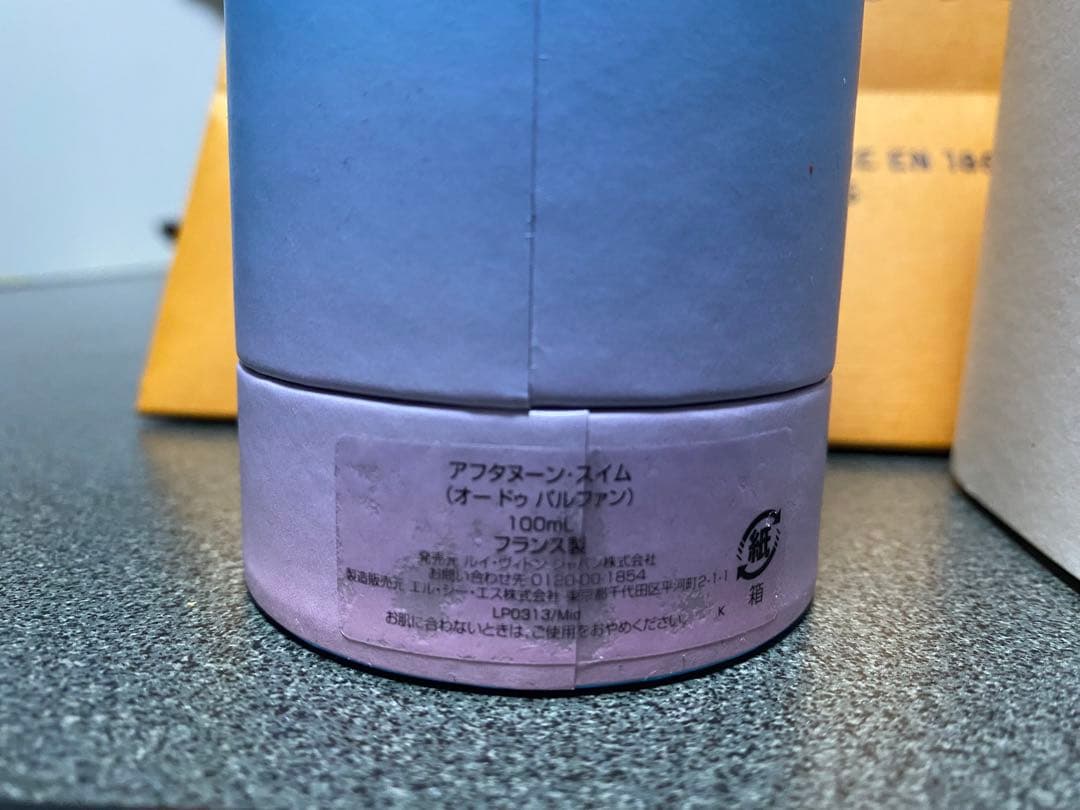 CE EN 18
アフタヌーン・スイム
（オー ドゥ パルファン）
100mL
フランス製
発売元 ルイ・ヴィトン ジャパン株式会社
お問い合わせ先 0120-00-1854
製造販売元 エル・シー・エス株式会社 東京都千代田区平河町2-1-1
LP0313/Mid
K
お肌に合わないときは、ご使用をおやめください。
紙
箱